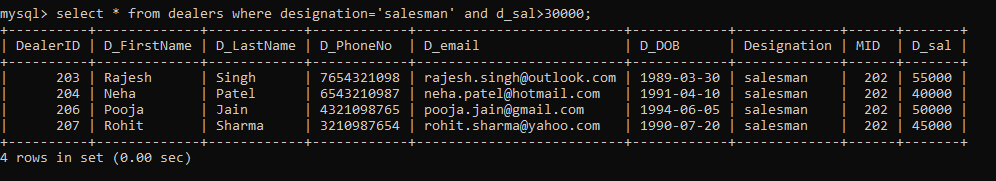 mysql> select * from dealers where designation='salesman' and d_sal>30000;
+----------+-------------+------------+------------+--------------------------+------------+-------------+------+-------+
| DealerID | D_FirstName | D_LastName | D_PhoneNo  | D_email                  | D_DOB      | Designation | MID  | D_sal |
+----------+-------------+------------+------------+--------------------------+------------+-------------+------+-------+
|      203 | Rajesh      | Singh      | 7654321098 | rajesh.singh@outlook.com | 1989-03-30 | salesman    |  202 | 55000 |
|      204 | Neha        | Patel      | 6543210987 | neha.patel@hotmail.com   | 1991-04-10 | salesman    |  202 | 40000 |
|      206 | Pooja       | Jain       | 4321098765 | pooja.jain@gmail.com     | 1994-06-05 | salesman    |  202 | 50000 |
|      207 | Rohit       | Sharma     | 3210987654 | rohit.sharma@yahoo.com   | 1990-07-20 | salesman    |  202 | 45000 |
+----------+-------------+------------+------------+--------------------------+------------+-------------+------+-------+
4 rows in set (0.00 sec)